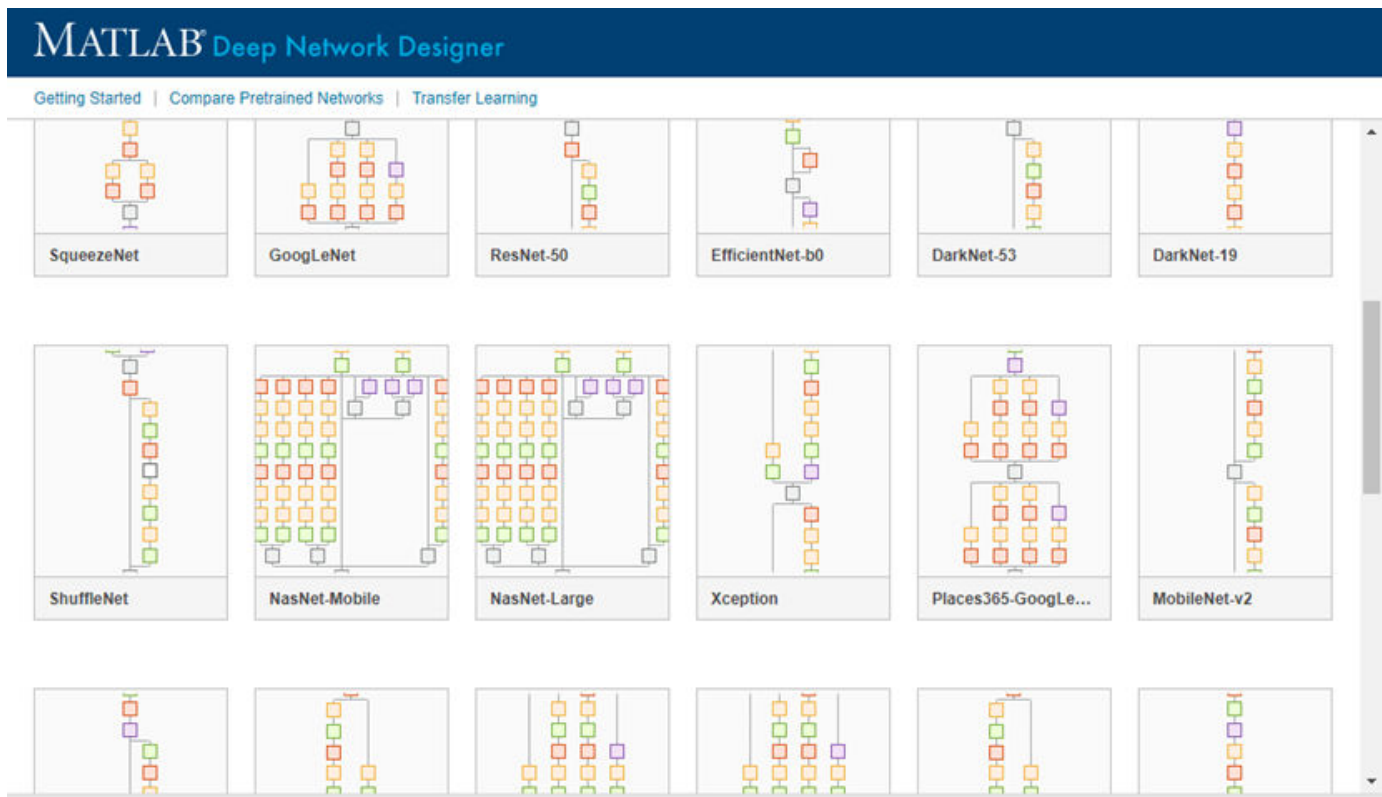 MATLAB® Deep Network Designer
Getting Started | Compare Pretrained Networks | Transfer Learning
SqueezeNet
GoogLeNet
ResNet-50
EfficientNet-b0
DarkNet-53
DarkNet-19
ShuffleNet
NasNet-Mobile
NasNet-Large
Xception
Places365-GoogLe...
MobileNet-v2